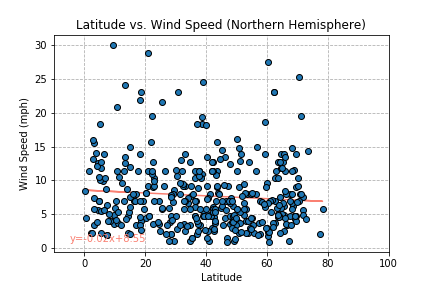 Latitude vs. Wind Speed (Northern Hemisphere)
30
25
20
15
10
5
0
Wind Speed (mph)
y=-0.02x+8.55
0 20 40 60 80 100
Latitude